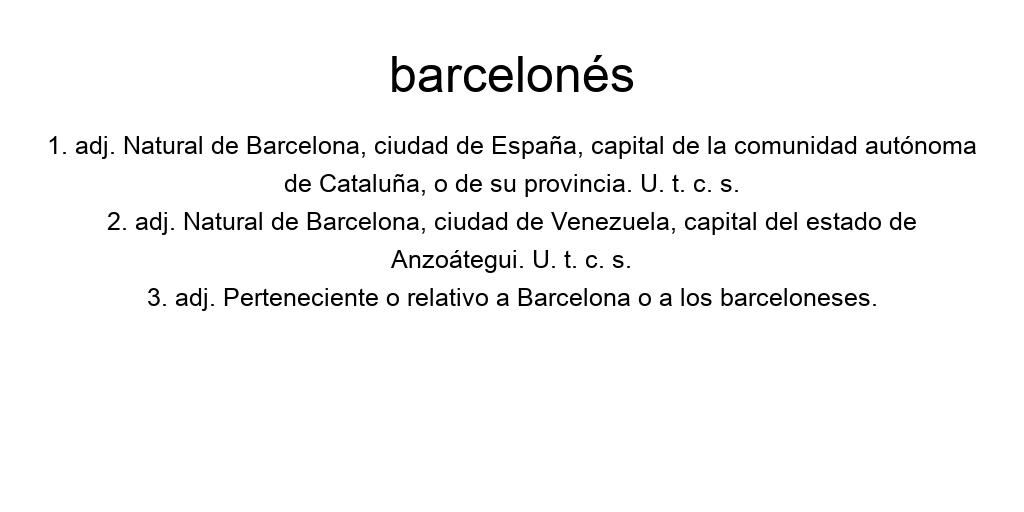 barcelonés
1. adj. Natural de Barcelona, ciudad de España, capital de la comunidad autónoma
de Cataluña, o de su provincia. U. t. c. s.
2. adj. Natural de Barcelona, ciudad de Venezuela, capital del estado de
Anzoátegui. U. t. c. s.
3. adj. Perteneciente o relativo a Barcelona o a los barceloneses.